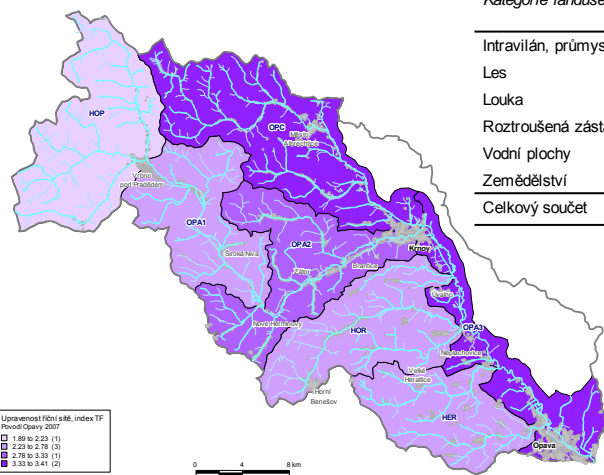 Kategorie landuse
Intravilán, průmys
Les
Louka
Roztroušená zásta
Vodní plochy
Zemědělství
Celkový součet
HOP
OPC
Město
Albrechtice
Vrbno
pod Pradědem
OPA1
OPA2
Široká Niva
Krnov
Brantice
Zátor
Úvalno
Nové Heřminovy
HOR
OPA3
Neplachovice
Velké
Heraltice
Horní
Benešov
HER
Opava
Upravenost říční sítě, index TF
Povodí Opavy 2007
1.89 to 2.23 (1)
2.23 to 2.78 (3)
2.78 to 3.33 (1)
3.33 to 3.41 (2)
0 4 8 km